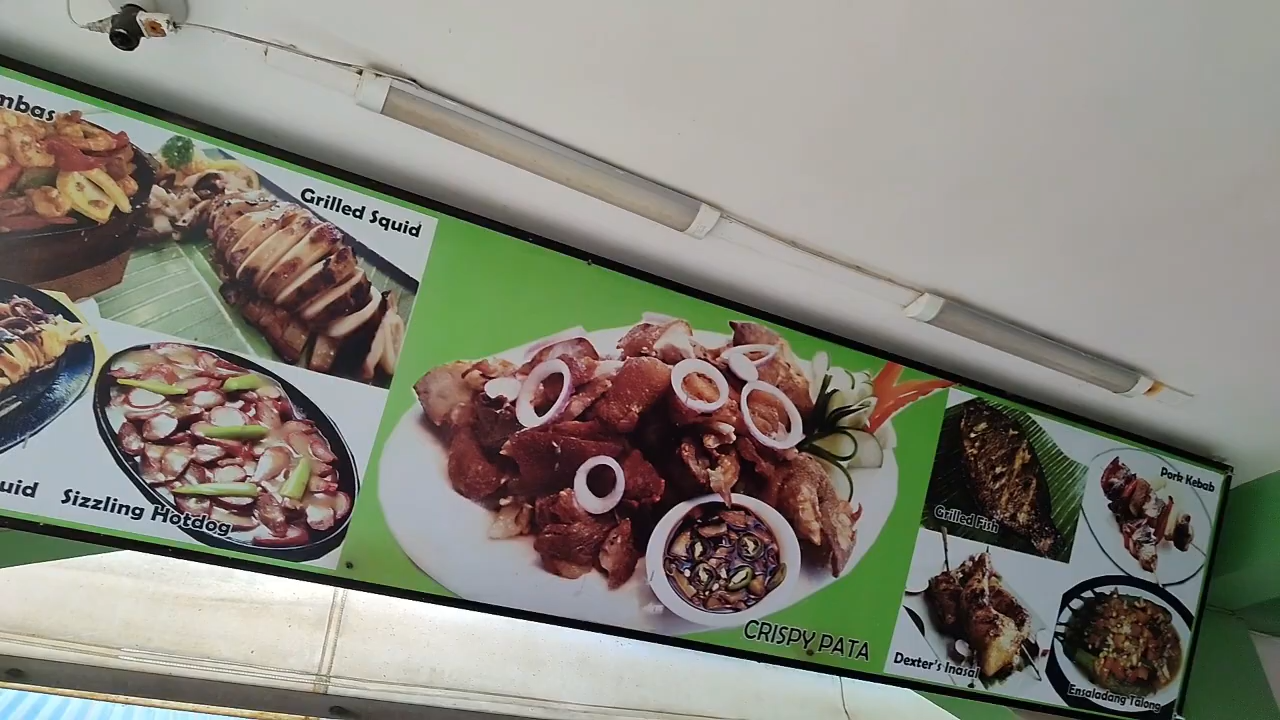 mbas
Grilled Squid
uid
Sizzling Hotdog
CRISPY PATA
Grilled Fish
Pork Kebab
Dexter's Inasal
Ensaladang Talong